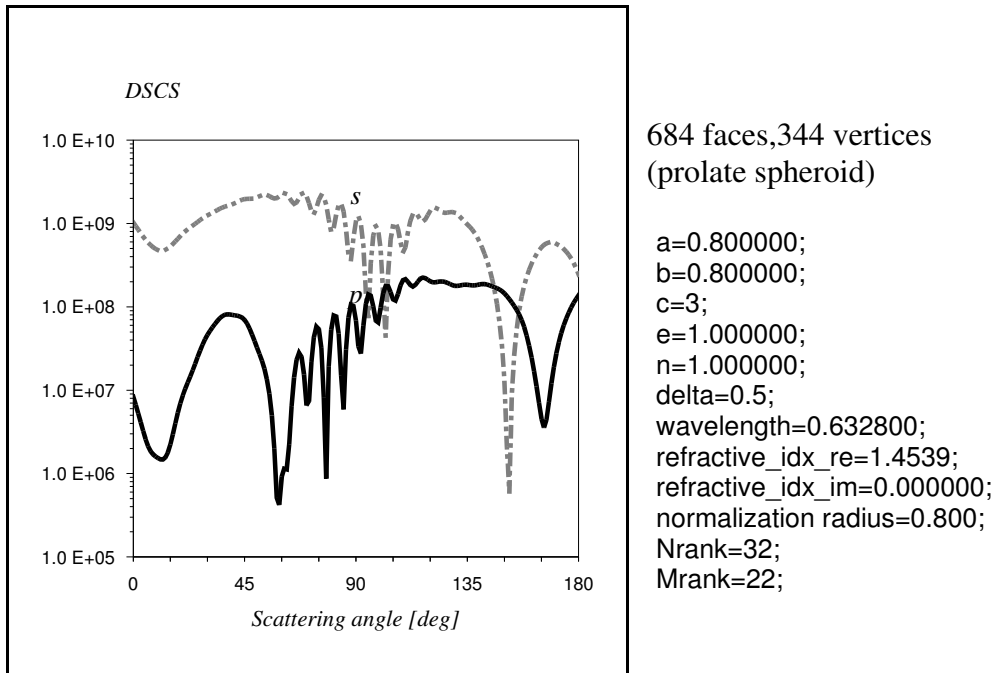 DSCS
1.0 E+10
1.0 E+09
1.0 E+08
1.0 E+07
1.0 E+06
1.0 E+05
s
p
0 45 90 135 180
Scattering angle [deg]
684 faces,344 vertices
(prolate spheroid)
a=0.800000;
b=0.800000;
c=3;
e=1.000000;
n=1.000000;
delta=0.5;
wavelength=0.632800;
refractive_idx_re=1.4539;
refractive_idx_im=0.000000;
normalization radius=0.800;
Nrank=32;
Mrank=22;